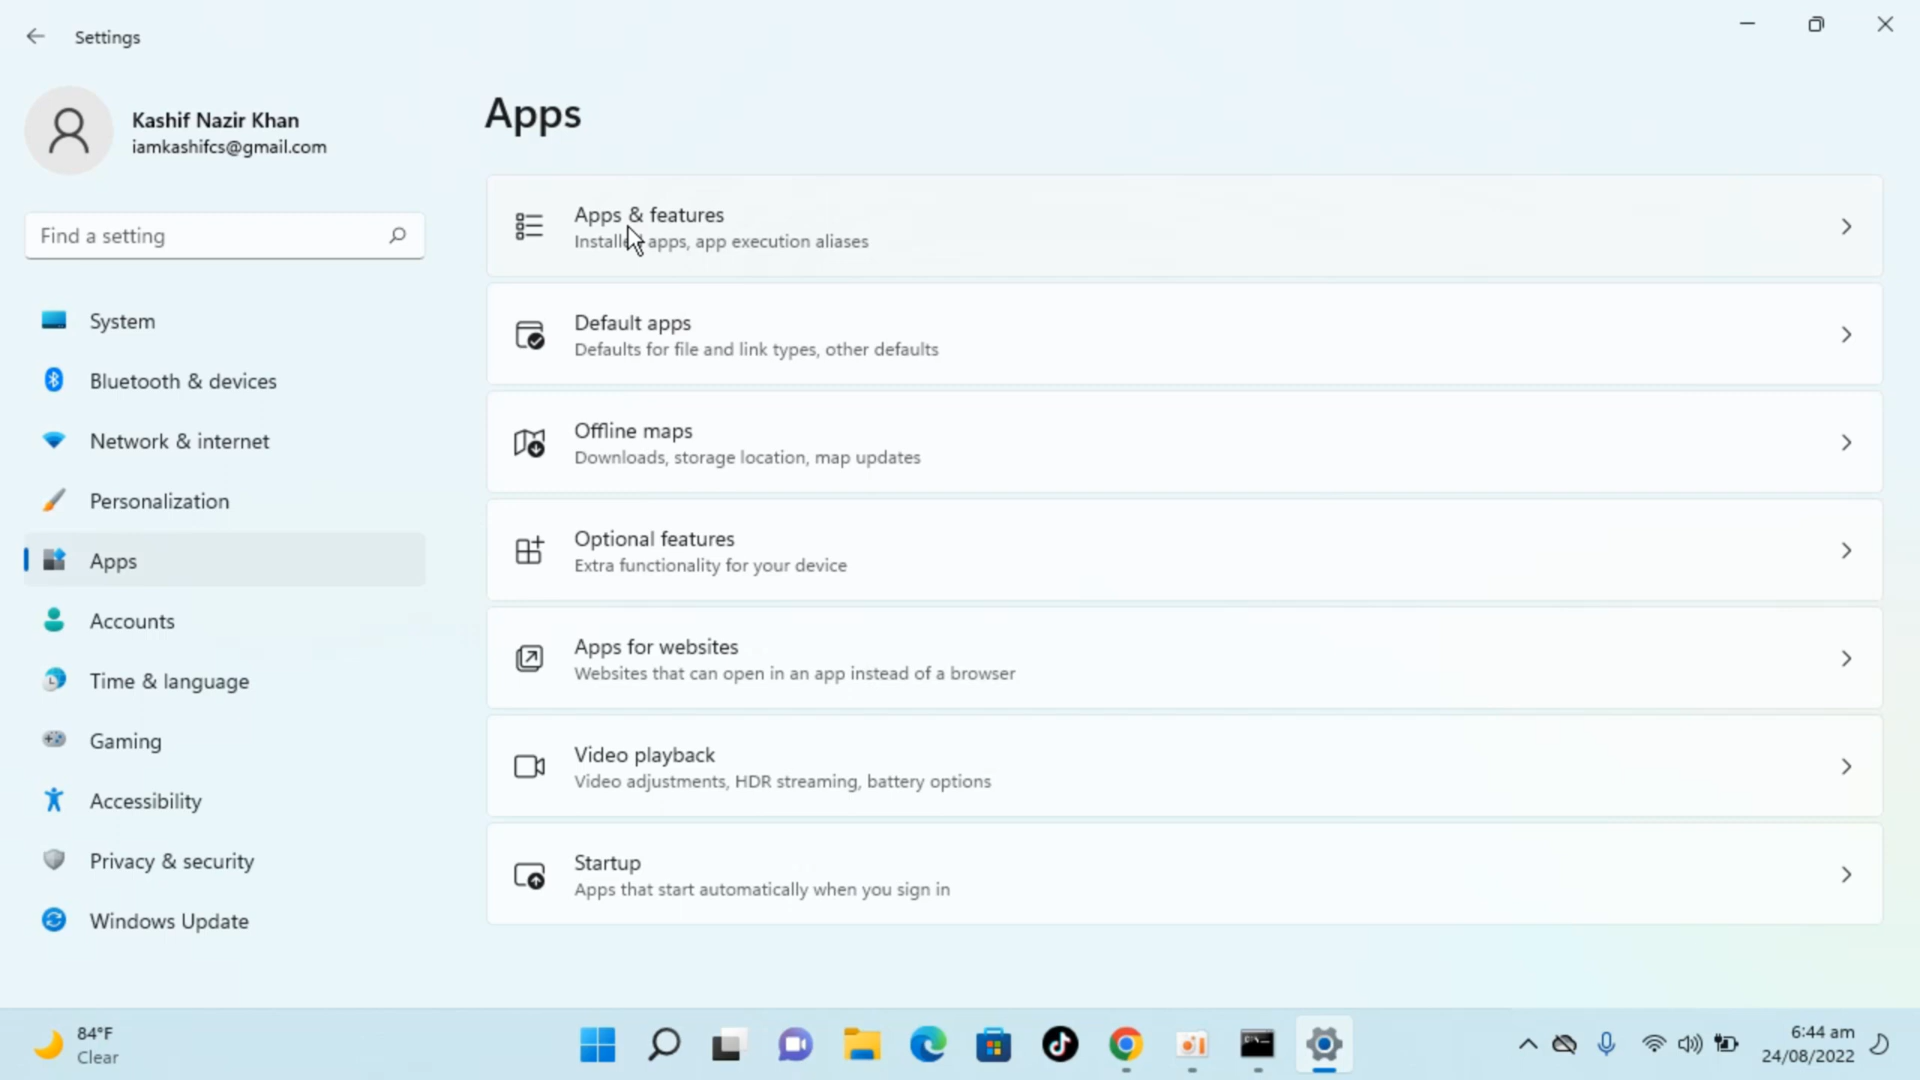 Settings
Kashif Nazir Khan
iamkashifcs@gmail.com
Find a setting
System
Bluetooth & devices
Network & internet
Personalization
Apps
Accounts
Time & language
Gaming
Accessibility
Privacy & security
Windows Update
Apps
Apps & features
Installed apps, app execution aliases
Default apps
Defaults for file and link types, other defaults
Offline maps
Downloads, storage location, map updates
Optional features
Extra functionality for your device
Apps for websites
Websites that can open in an app instead of a browser
Video playback
Video adjustments, HDR streaming, battery options
Startup
Apps that start automatically when you sign in
84°F
Clear
6:44 am
24/08/2022